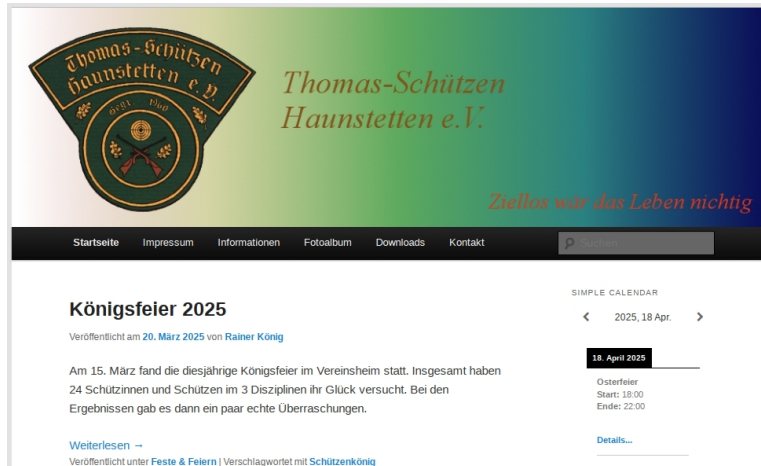 Thomas-Schützen
Haunstetten e.V.
gegr. 1960
Thomas-Schützen
Haunstetten e.V.
Ziellos war das Leben nichtig
Startseite Impressum Informationen Fotoalbum Downloads Kontakt Suchen
Königsfeier 2025
Veröffentlicht am 20. März 2025 von Rainer König
Am 15. März fand die diesjährige Königsfeier im Vereinsheim statt. Insgesamt haben
24 Schützinnen und Schützen im 3 Disziplinen ihr Glück versucht. Bei den
Ergebnissen gab es dann ein paar echte Überraschungen.
Weiterlesen →
Veröffentlicht unter Feste & Feiern | Verschlagwortet mit Schützenkönig
SIMPLE CALENDAR
2025, 18 Apr.
18. April 2025
Osterfeier
Start: 18:00
Ende: 22:00
Details...